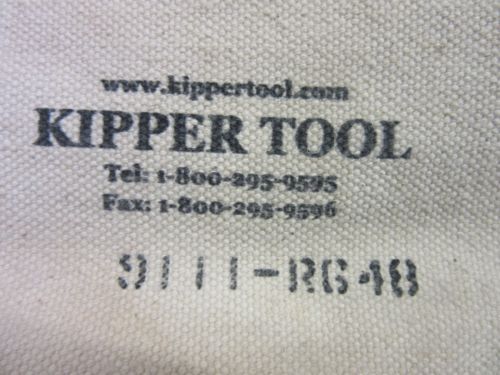 www.kippertool.com
KIPPER TOOL
Tel: 1-800-295-9595
Fax: 1-800-295-9596
9111-RG48